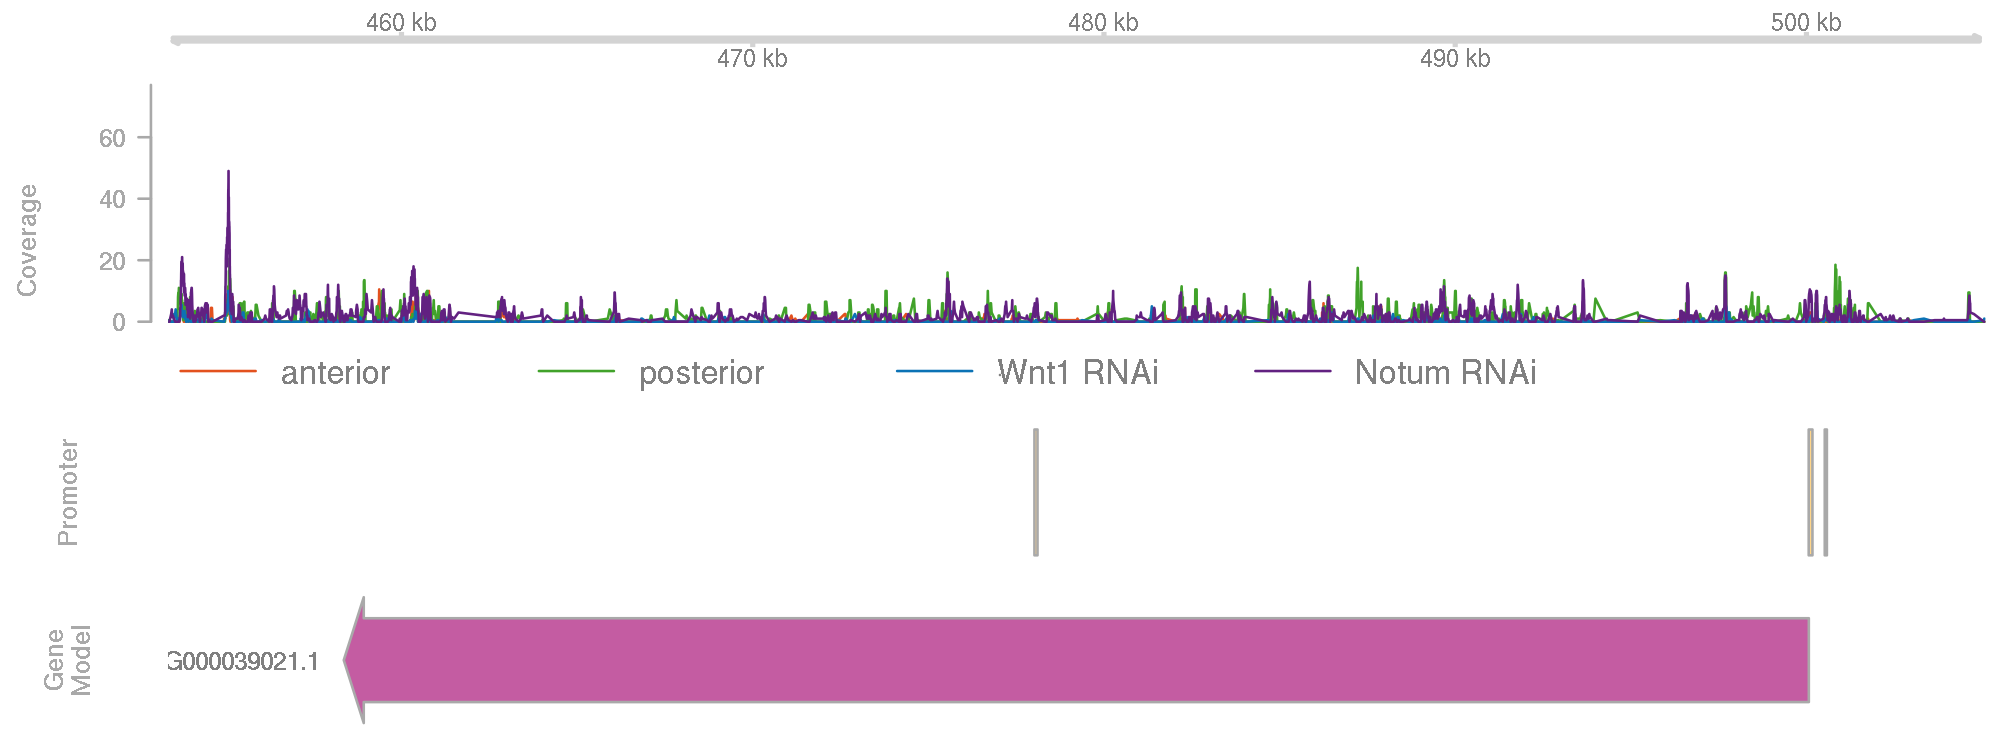 460 kb
480 kb
500 kb
470 kb
490 kb
Coverage
60
40
20
0
anterior
posterior
Wnt1 RNAi
Notum RNAi
Promoter
Gene
Model
G000039021.1